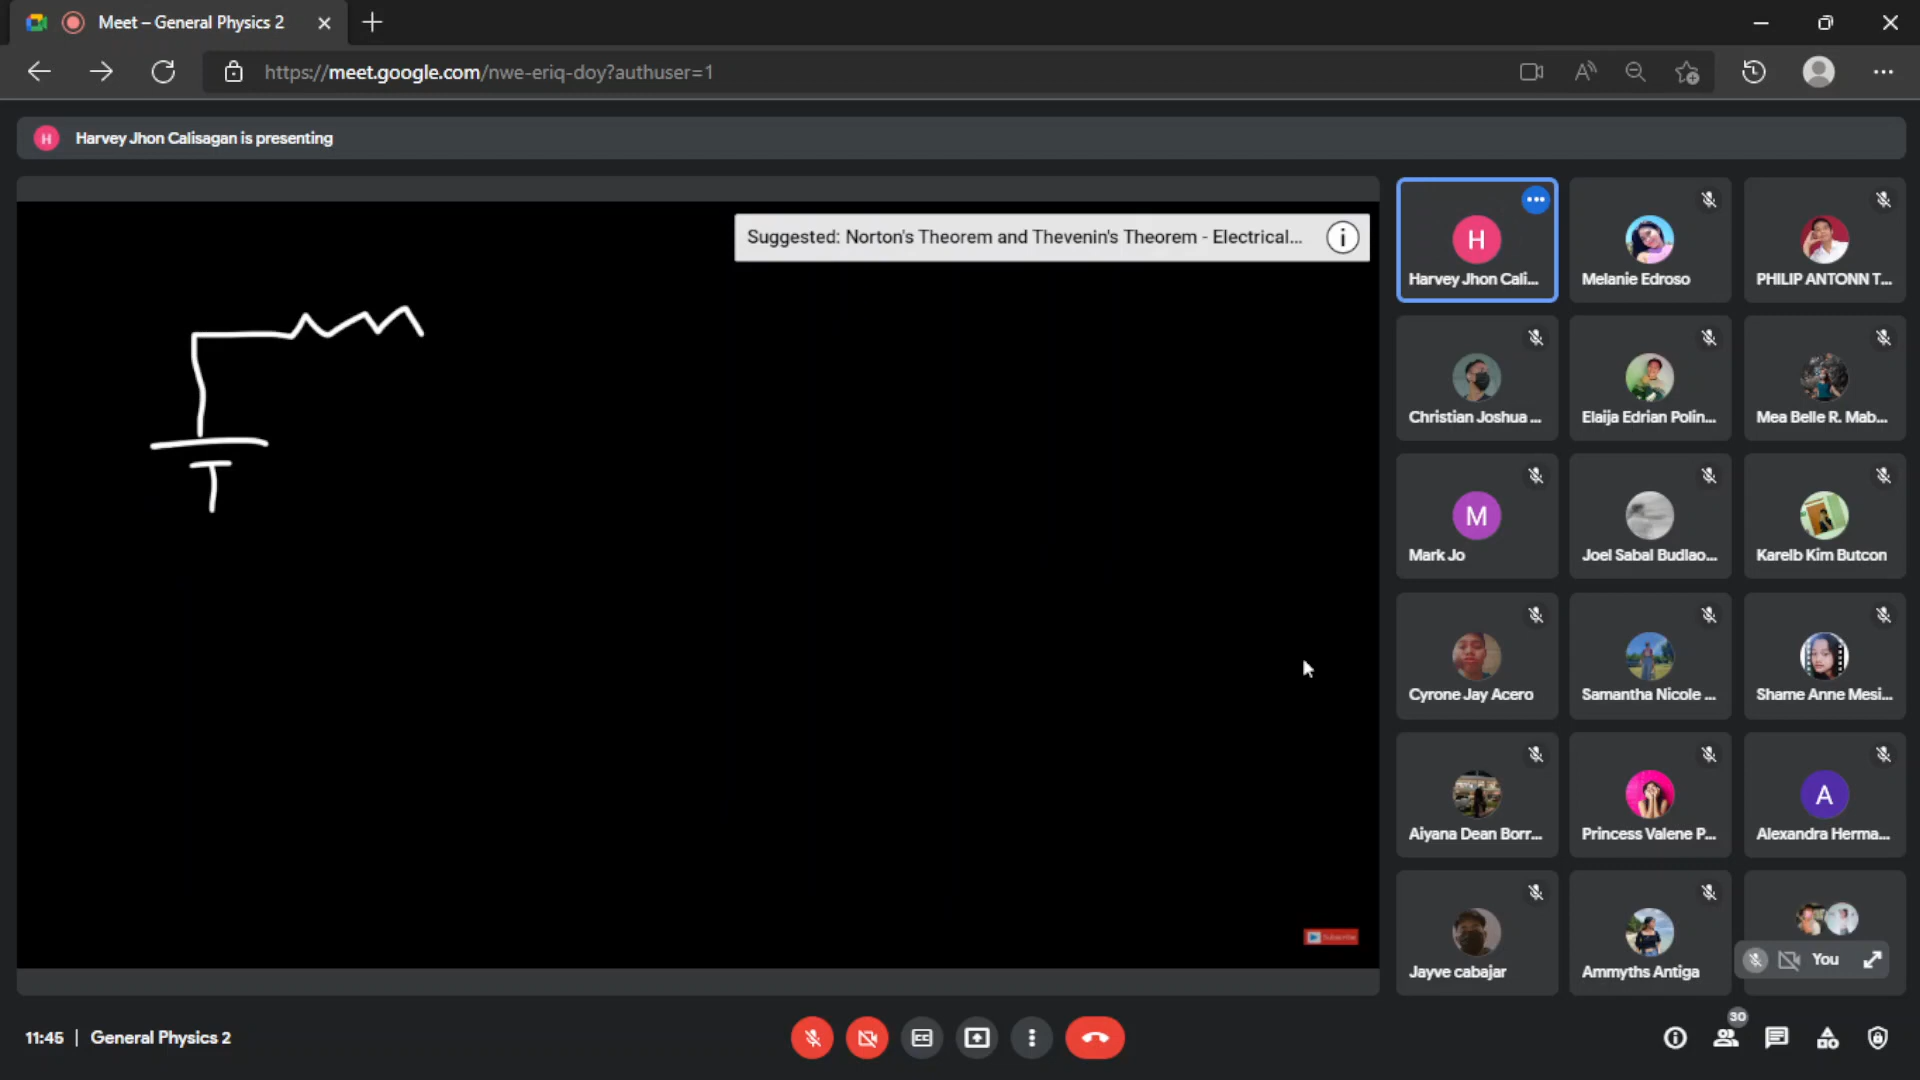 Meet – General Physics 2
https://meet.google.com/nwe-eriq-doy?authuser=1
H
Harvey Jhon Calisagan is presenting
Suggested: Norton's Theorem and Thevenin's Theorem - Electrical...
H
Harvey Jhon Cali...
Melanie Edroso
PHILIP ANTONN T...
Christian Joshua ...
Elaija Edrian Polin...
Mea Belle R. Mab...
M
Mark Jo
Joel Sabal Budlao...
Karelb Kim Butcon
Cyrone Jay Acero
Samantha Nicole ...
Shame Anne Mesi...
Aiyana Dean Borr...
Princess Valene P...
A
Alexandra Herma...
Subscribe
Jayve cabajar
Ammyths Antiga
You
11:45 | General Physics 2
CC
30